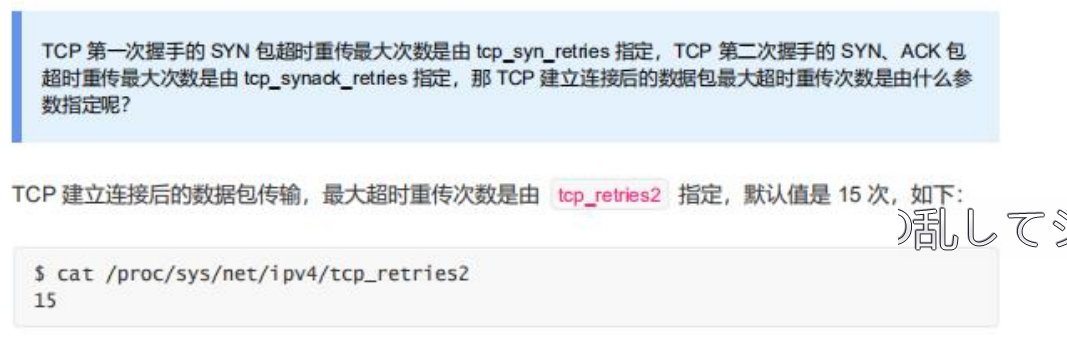 TCP 第一次握手的 SYN 包超时重传最大次数是由 tcp_syn_retries 指定，TCP 第二次握手的 SYN、ACK 包
超时重传最大次数是由 tcp_synack_retries 指定，那 TCP 建立连接后的数据包最大超时重传次数是由什么参
数指定呢？
TCP 建立连接后的数据包传输，最大超时重传次数是由 tcp_retries2 指定，默认值是 15 次，如下：
乱して
$ cat /proc/sys/net/ipv4/tcp_retries2
15